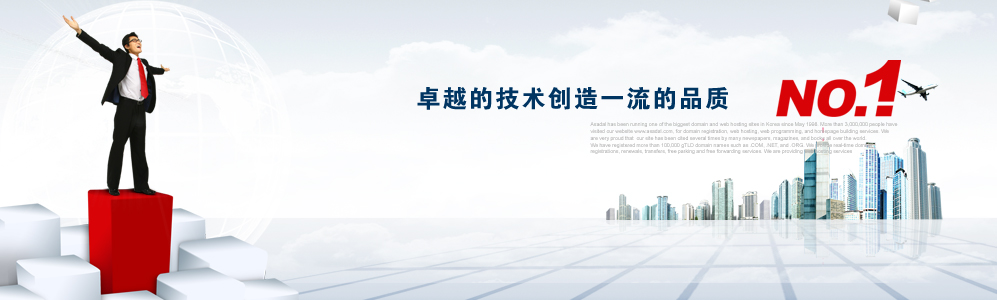 卓越的技术创造一流的品质
NO.1
Asadal has been running one of the biggest domain and web hosting sites in Korea since May 1998. More than 3,000,000 people have
visited our website www.asadal.com, for domain registration, web hosting, web programming, and homepage building services. We
are very proud that our site has been cited several times by many newspapers, magazines, and books all over the world.
We have registered more than 100,000 gTLD domain names such as .COM, .NET, and .ORG. We real-time domain
registrations, renewals, transfers, free parking and free forwarding services. We are providing services